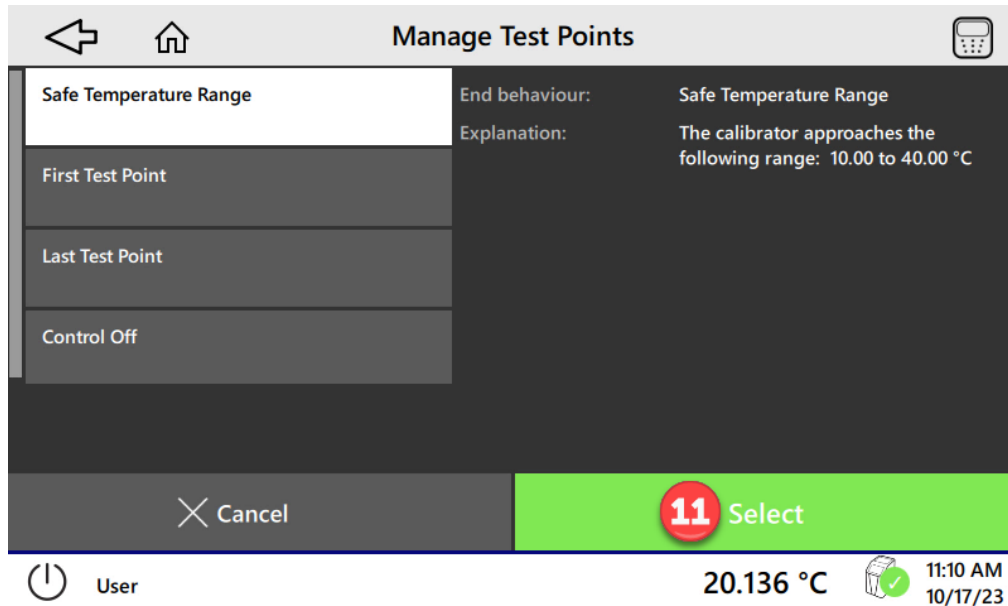 Manage Test Points
Safe Temperature Range
First Test Point
Last Test Point
Control Off
End behaviour: Safe Temperature Range
Explanation: The calibrator approaches the
following range: 10.00 to 40.00 °C
Cancel
11 Select
User
20.136 °C
11:10 AM
10/17/23